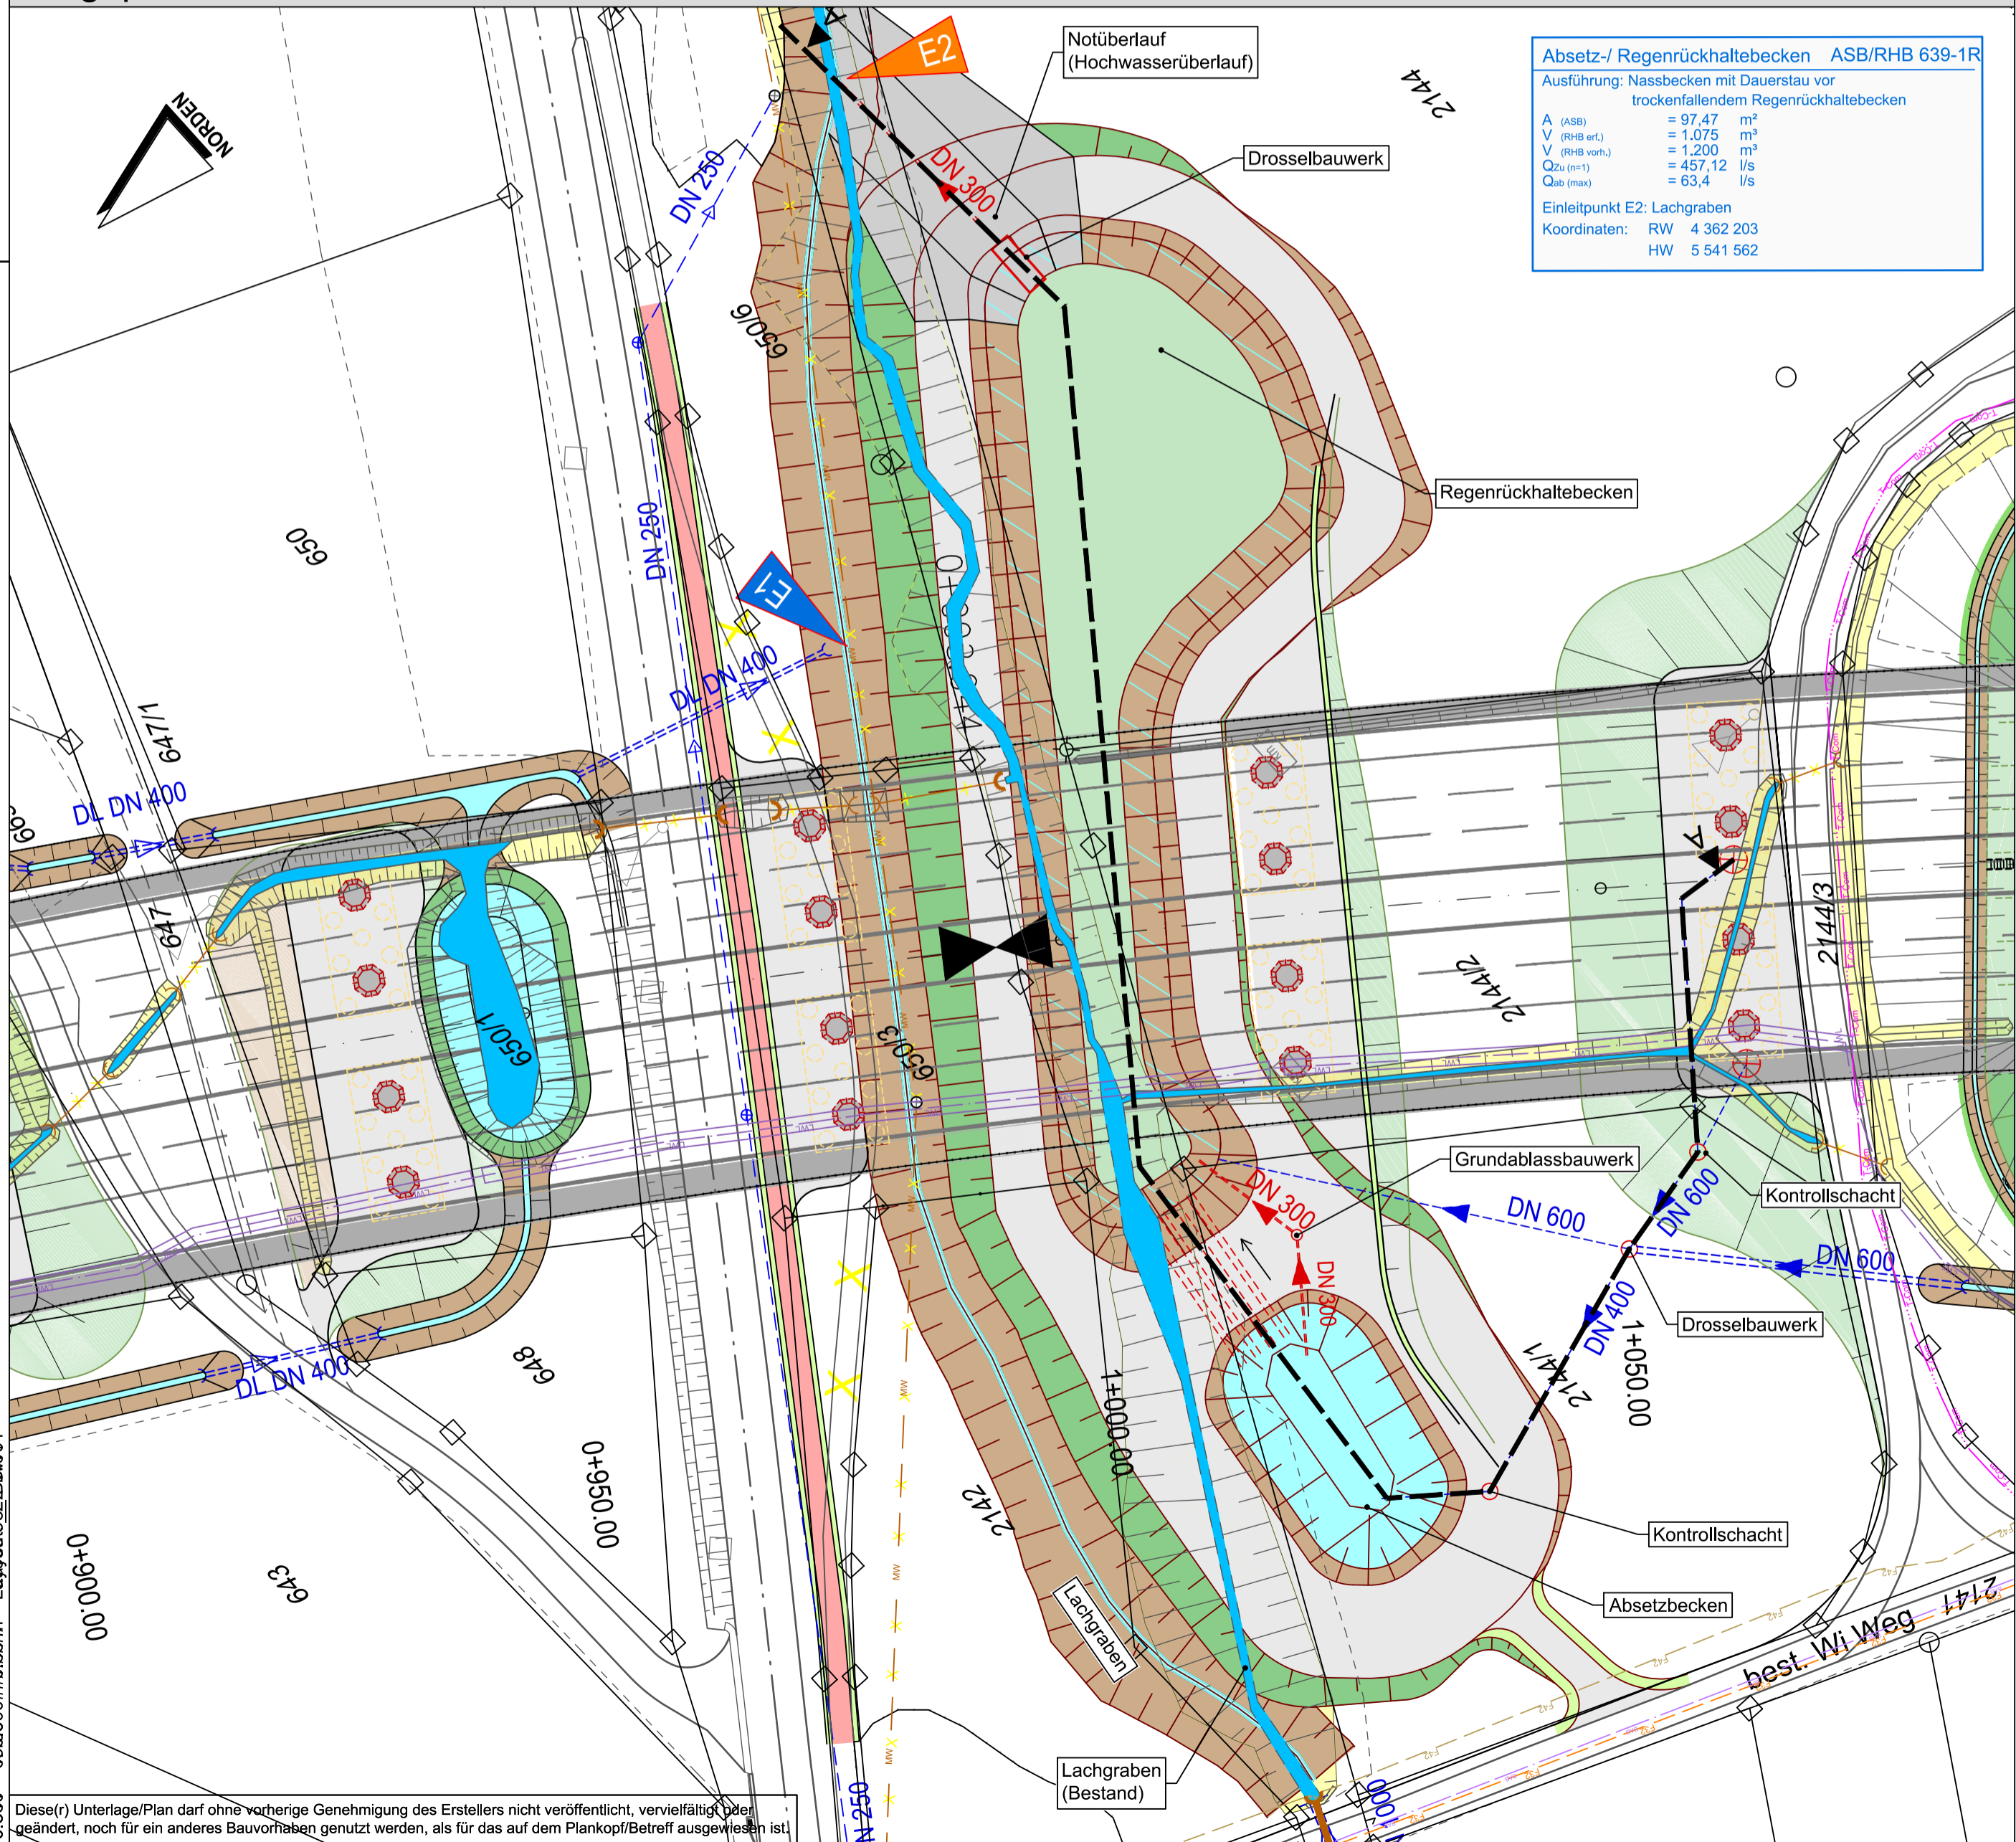 NORDEN
E2
Notüberlauf
(Hochwasserüberlauf)
2144
Absetz-/ Regenrückhaltebecken ASB/RHB 639-1R
Ausführung: Nassbecken mit Dauerstau vor
trockenfallendem Regenrückhaltebecken
A (ASB) = 97,47 m²
V (RHB erf.) = 1.075 m³
V (RHB vorh.) = 1.200 m³
QZu (n=1) = 457,12 l/s
Qab (max) = 63,4 l/s
Einleitpunkt E2: Lachgraben
Koordinaten: RW 4 362 203
HW 5 541 562
Drosselbauwerk
DN 250
DN 300
650/6
Regenrückhaltebecken
650
DN 250
E1
DL DN 400
647/1
DL DN 400
647
650/1
650/3
A
2144/2
2144/3
Grundablassbauwerk
DN 300
DN 600
DN 600
Kontrollschacht
DN 600
DN 300
DN 400
Drosselbauwerk
1+050.00
2144/1
DL DN 400
648
1+000.00
0+950.00
2142
0+900.00
643
Kontrollschacht
Absetzbecken
Lachgraben
best. Wi Weg
2141
Lachgraben
(Bestand)
Diese(r) Unterlage/Plan darf ohne vorherige Genehmigung des Erstellers nicht veröffentlicht, vervielfältigt oder
geändert, noch für ein anderes Bauvorhaben genutzt werden, als für das auf dem Plankopf/Betreff ausgewiesen ist.